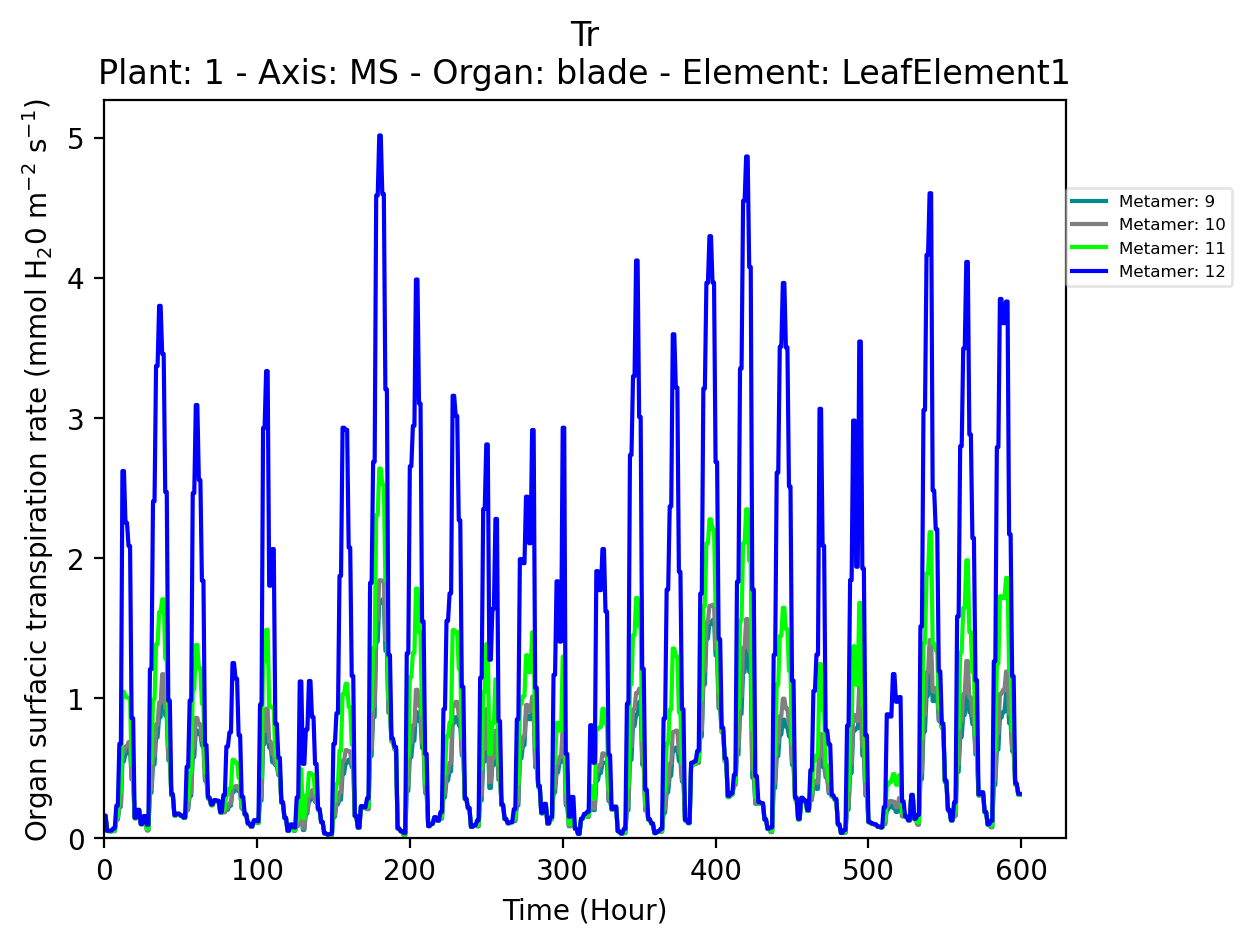 Tr
Plant: 1 - Axis: MS - Organ: blade - Element: LeafElement1
Organ surfacic transpiration rate (mmol H₂0 m⁻² s⁻¹)
5
4
3
2
1
0
Metamer: 9
Metamer: 10
Metamer: 11
Metamer: 12
0 100 200 300 400 500 600
Time (Hour)